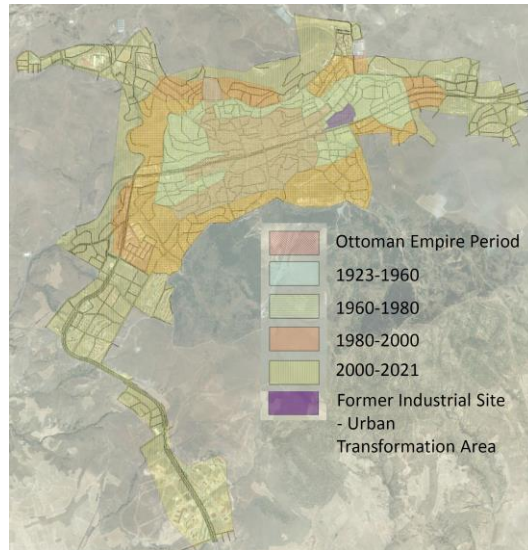 Ottoman Empire Period
1923-1960
1960-1980
1980-2000
2000-2021
Former Industrial Site
- Urban
Transformation Area